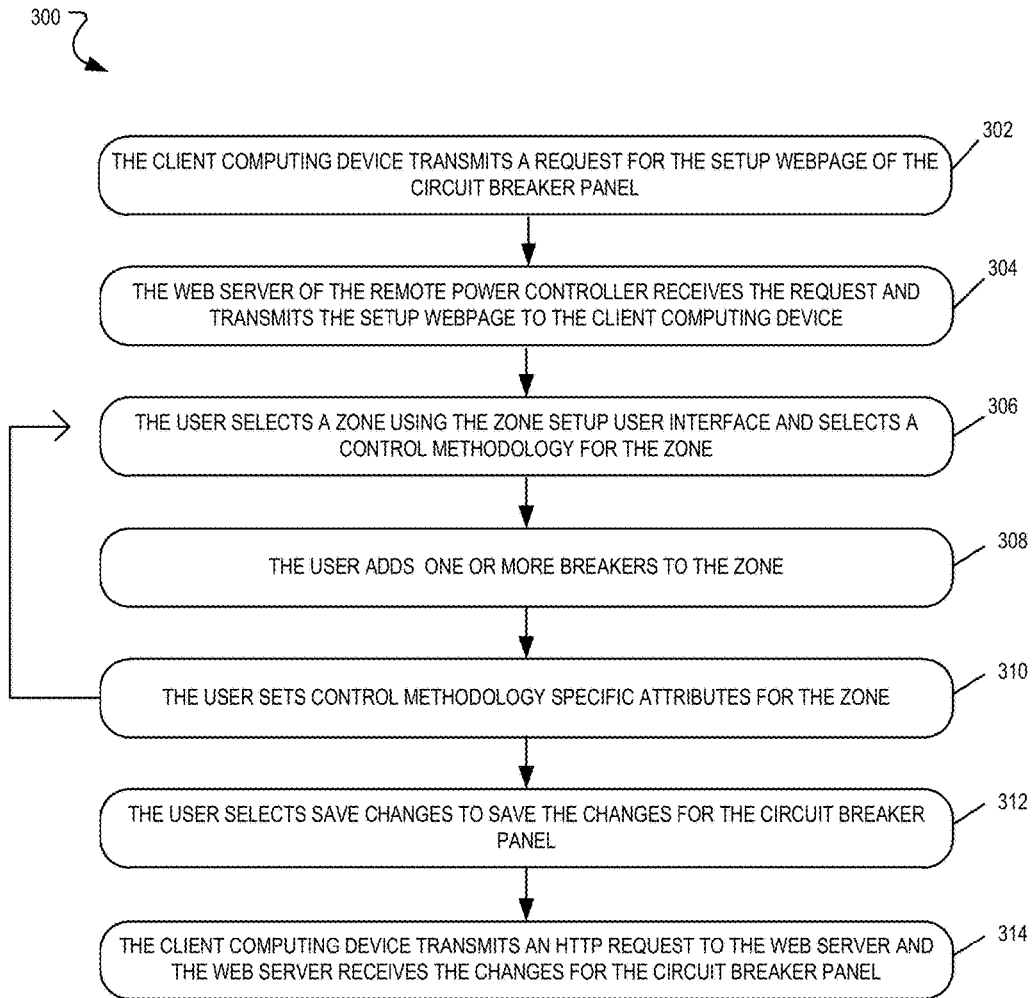 300
302
THE CLIENT COMPUTING DEVICE TRANSMITS A REQUEST FOR THE SETUP WEBPAGE OF THE
CIRCUIT BREAKER PANEL
304
THE WEB SERVER OF THE REMOTE POWER CONTROLLER RECEIVES THE REQUEST AND
TRANSMITS THE SETUP WEBPAGE TO THE CLIENT COMPUTING DEVICE
306
THE USER SELECTS A ZONE USING THE ZONE SETUP USER INTERFACE AND SELECTS A
CONTROL METHODOLOGY FOR THE ZONE
308
THE USER ADDS ONE OR MORE BREAKERS TO THE ZONE
310
THE USER SETS CONTROL METHODOLOGY SPECIFIC ATTRIBUTES FOR THE ZONE
312
THE USER SELECTS SAVE CHANGES TO SAVE THE CHANGES FOR THE CIRCUIT BREAKER
PANEL
314
THE CLIENT COMPUTING DEVICE TRANSMITS AN HTTP REQUEST TO THE WEB SERVER AND
THE WEB SERVER RECEIVES THE CHANGES FOR THE CIRCUIT BREAKER PANEL